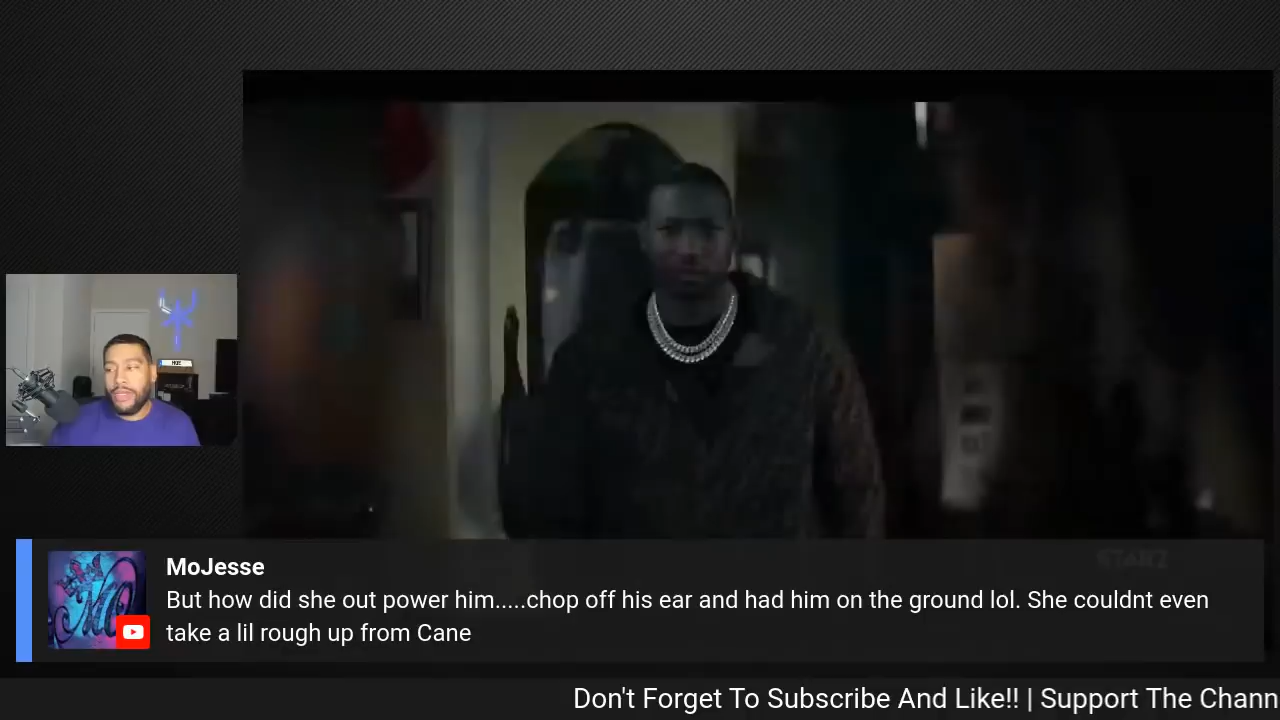 STARZ
MoJesse
But how did she out power him.....chop off his ear and had him on the ground lol. She couldnt even
take a lil rough up from Cane
Don't Forget To Subscribe And Like!! | Support The Chann